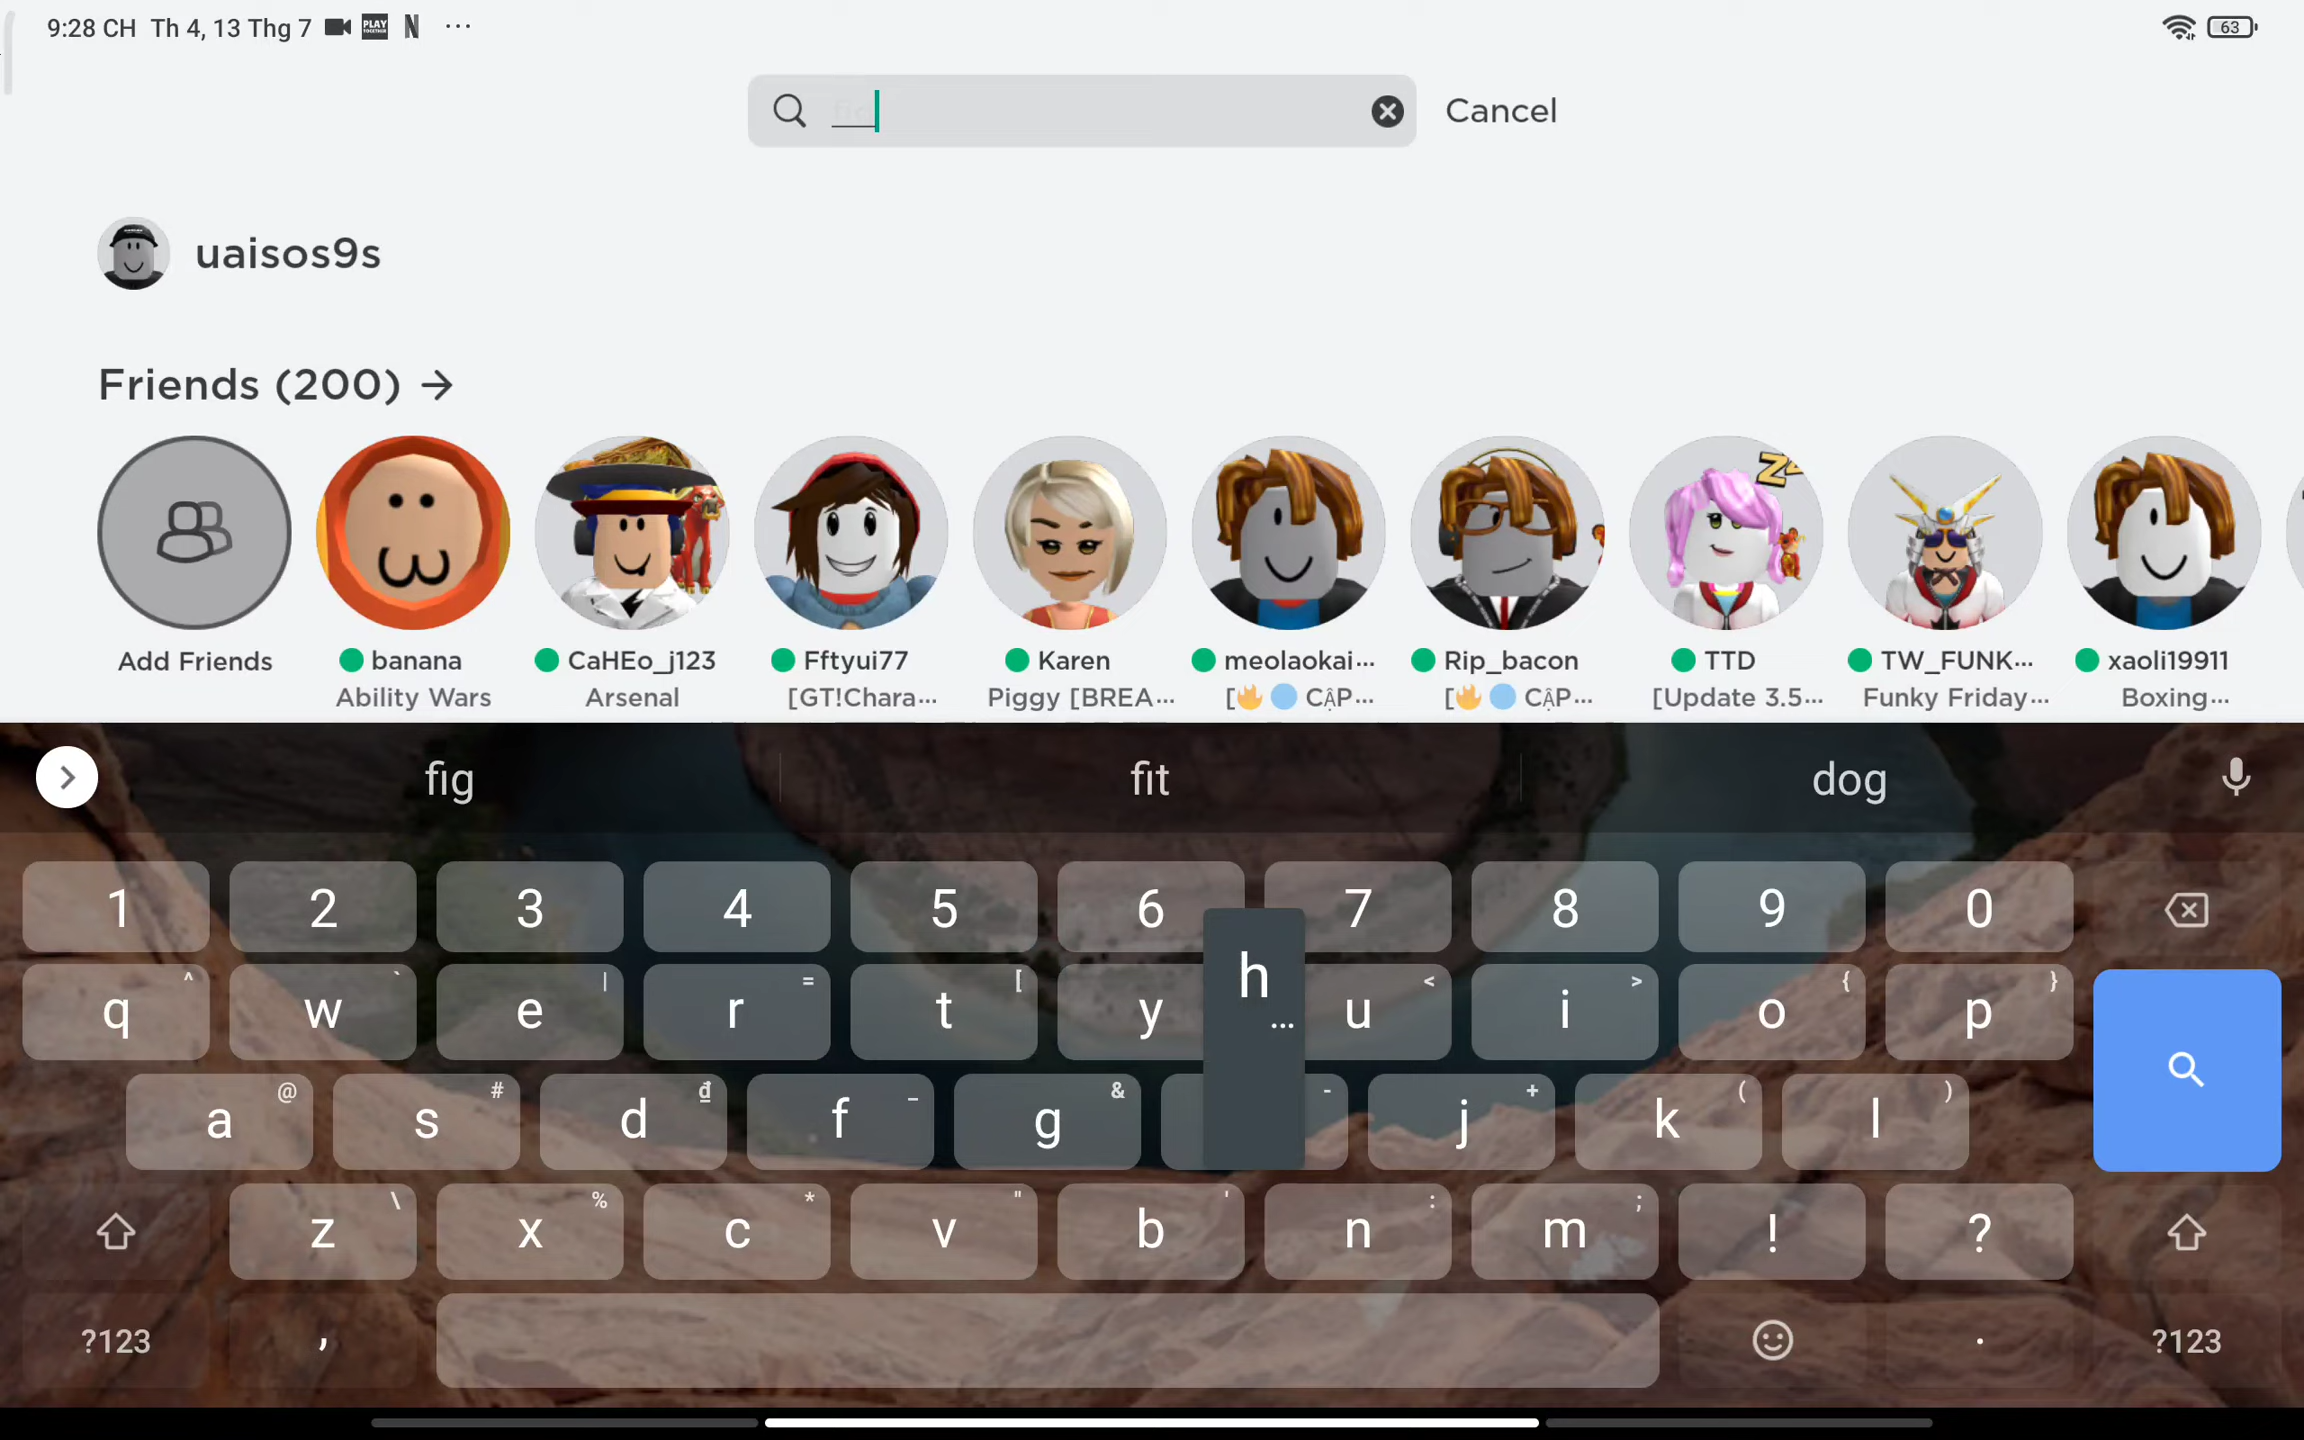 9:28 CH Th 4, 13 Thg 7 PLAY TOGETHER N ... 63
Cancel
uaisos9s
Friends (200) →
Add Friends banana CaHEo_j123 Fftyui77 Karen meolaokai... Rip_bacon TTD TW_FUNK... xaoli19911
Ability Wars Arsenal [GT!Chara... Piggy [BREA... [🔥🔵 CẬP... [🔥🔵 CẬP... [Update 3.5... Funky Friday... Boxing...
fig fit dog
1 2 3 4 5 6 7 8 9 0
q ^ w ` e | r = t [ y u < i > o { p }
h ...
a @ s # d đ f _ g & - j + k ( l )
z \ x % c * v " b ' n : m ; ! ?
?123 , . ?123